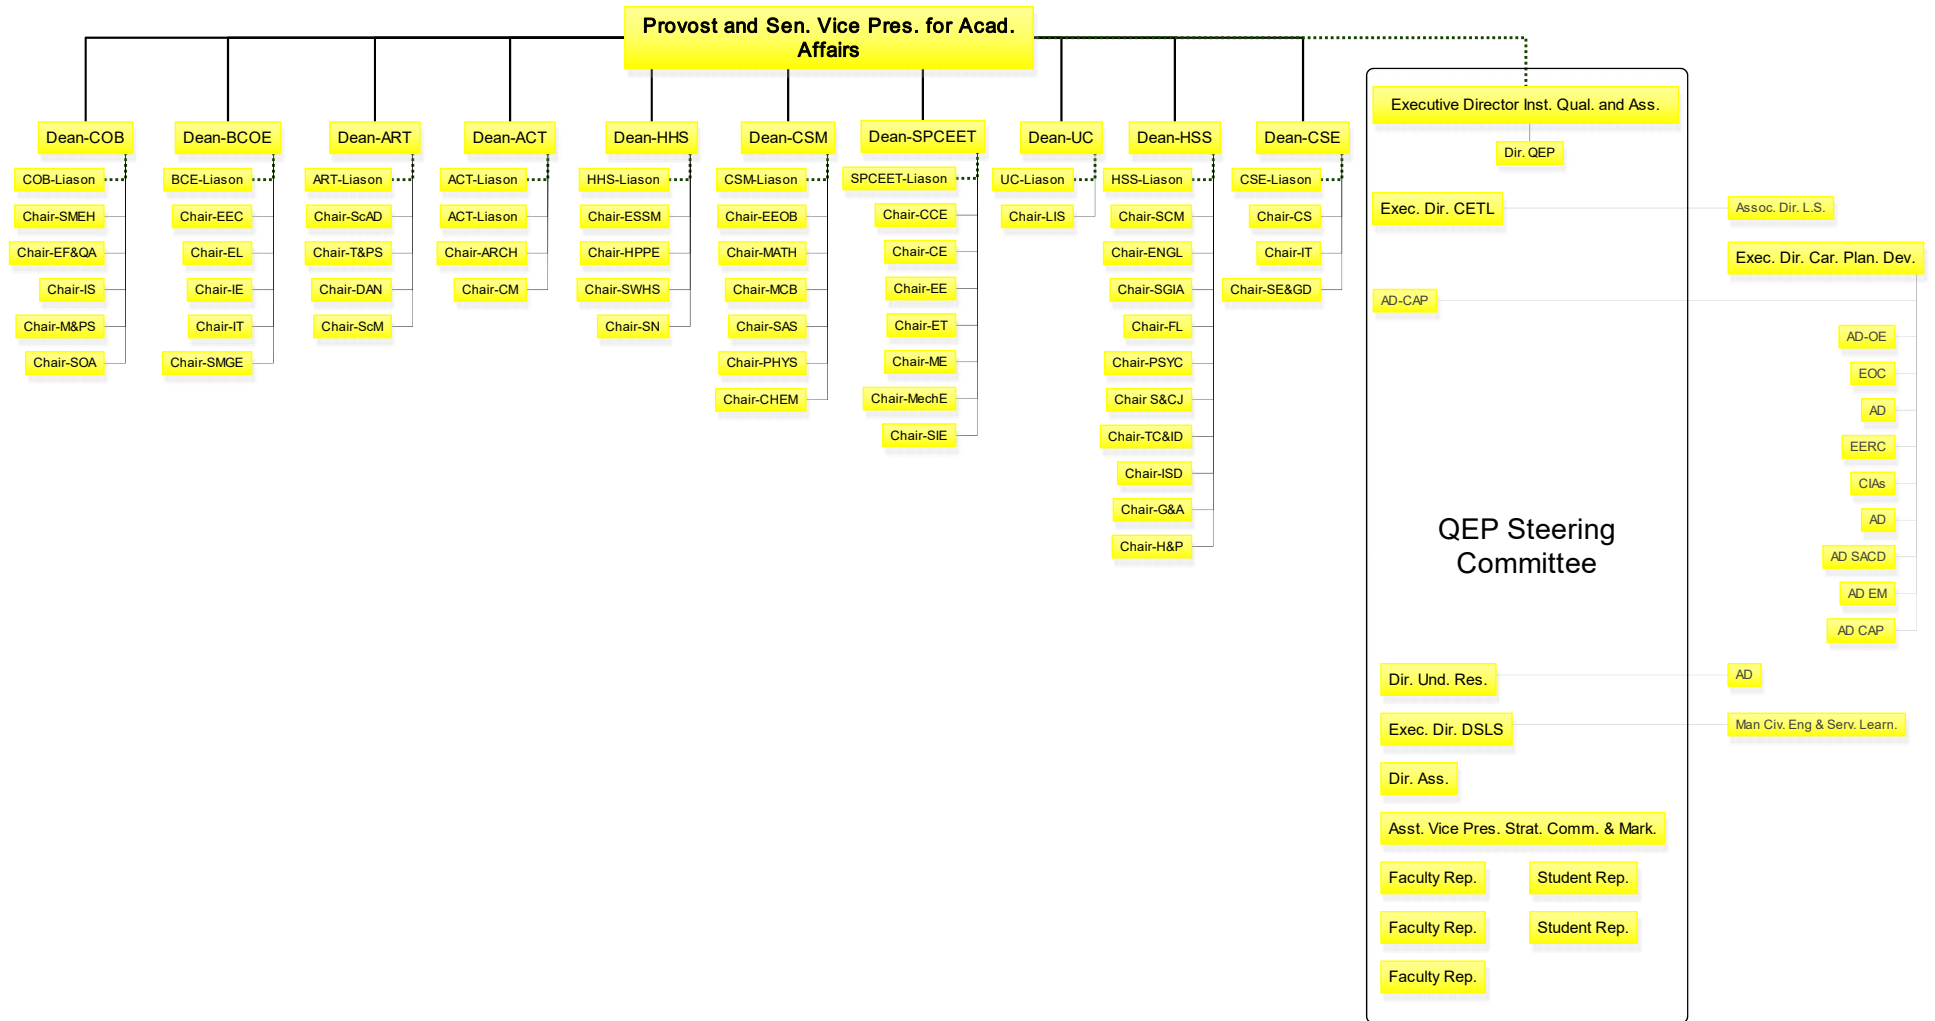 Provost and Sen. Vice Pres. for Acad.
Affairs
Dean-COB
COB-Liason
Chair-SMEH
Chair-EF&QA
Chair-IS
Chair-M&PS
Chair-SOA
Dean-BCOE
BCE-Liason
Chair-EEC
Chair-EL
Chair-IE
Chair-IT
Chair-SMGE
Dean-ART
ART-Liason
Chair-ScAD
Chair-T&PS
Chair-DAN
Chair-ScM
Dean-ACT
ACT-Liason
ACT-Liason
Chair-ARCH
Chair-CM
Dean-HHS
HHS-Liason
Chair-ESSM
Chair-HPPE
Chair-SWHS
Chair-SN
Dean-CSM
CSM-Liason
Chair-EEOB
Chair-MATH
Chair-MCB
Chair-SAS
Chair-PHYS
Chair-CHEM
Dean-SPCEET
SPCEET-Liason
Chair-CCE
Chair-CE
Chair-EE
Chair-ET
Chair-ME
Chair-MechE
Chair-SIE
Dean-UC
UC-Liason
Chair-LIS
Dean-HSS
HSS-Liason
Chair-SCM
Chair-ENGL
Chair-SGIA
Chair-FL
Chair-PSYC
Chair S&CJ
Chair-TC&ID
Chair-ISD
Chair-G&A
Chair-H&P
Dean-CSE
CSE-Liason
Chair-CS
Chair-IT
Chair-SE&GD
Executive Director Inst. Qual. and Ass.
Dir. QEP
Exec. Dir. CETL
Assoc. Dir. L.S.
Exec. Dir. Car. Plan. Dev.
AD-CAP
AD-OE
EOC
AD
EERC
CIAs
AD
AD SACD
AD EM
AD CAP
QEP Steering
Committee
Dir. Und. Res.
AD
Exec. Dir. DSLS
Man Civ. Eng & Serv. Learn.
Dir. Ass.
Asst. Vice Pres. Strat. Comm. & Mark.
Faculty Rep.
Student Rep.
Faculty Rep.
Student Rep.
Faculty Rep.